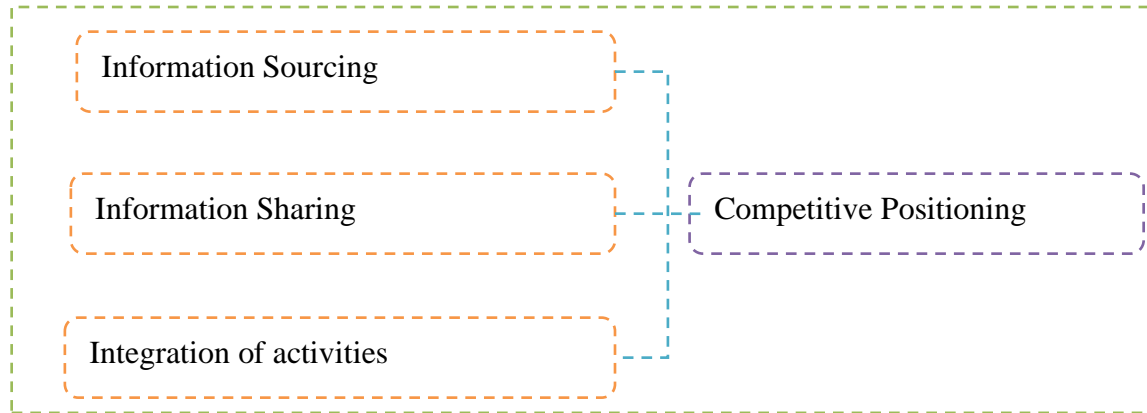 Information Sourcing
Information Sharing
Competitive Positioning
Integration of activities